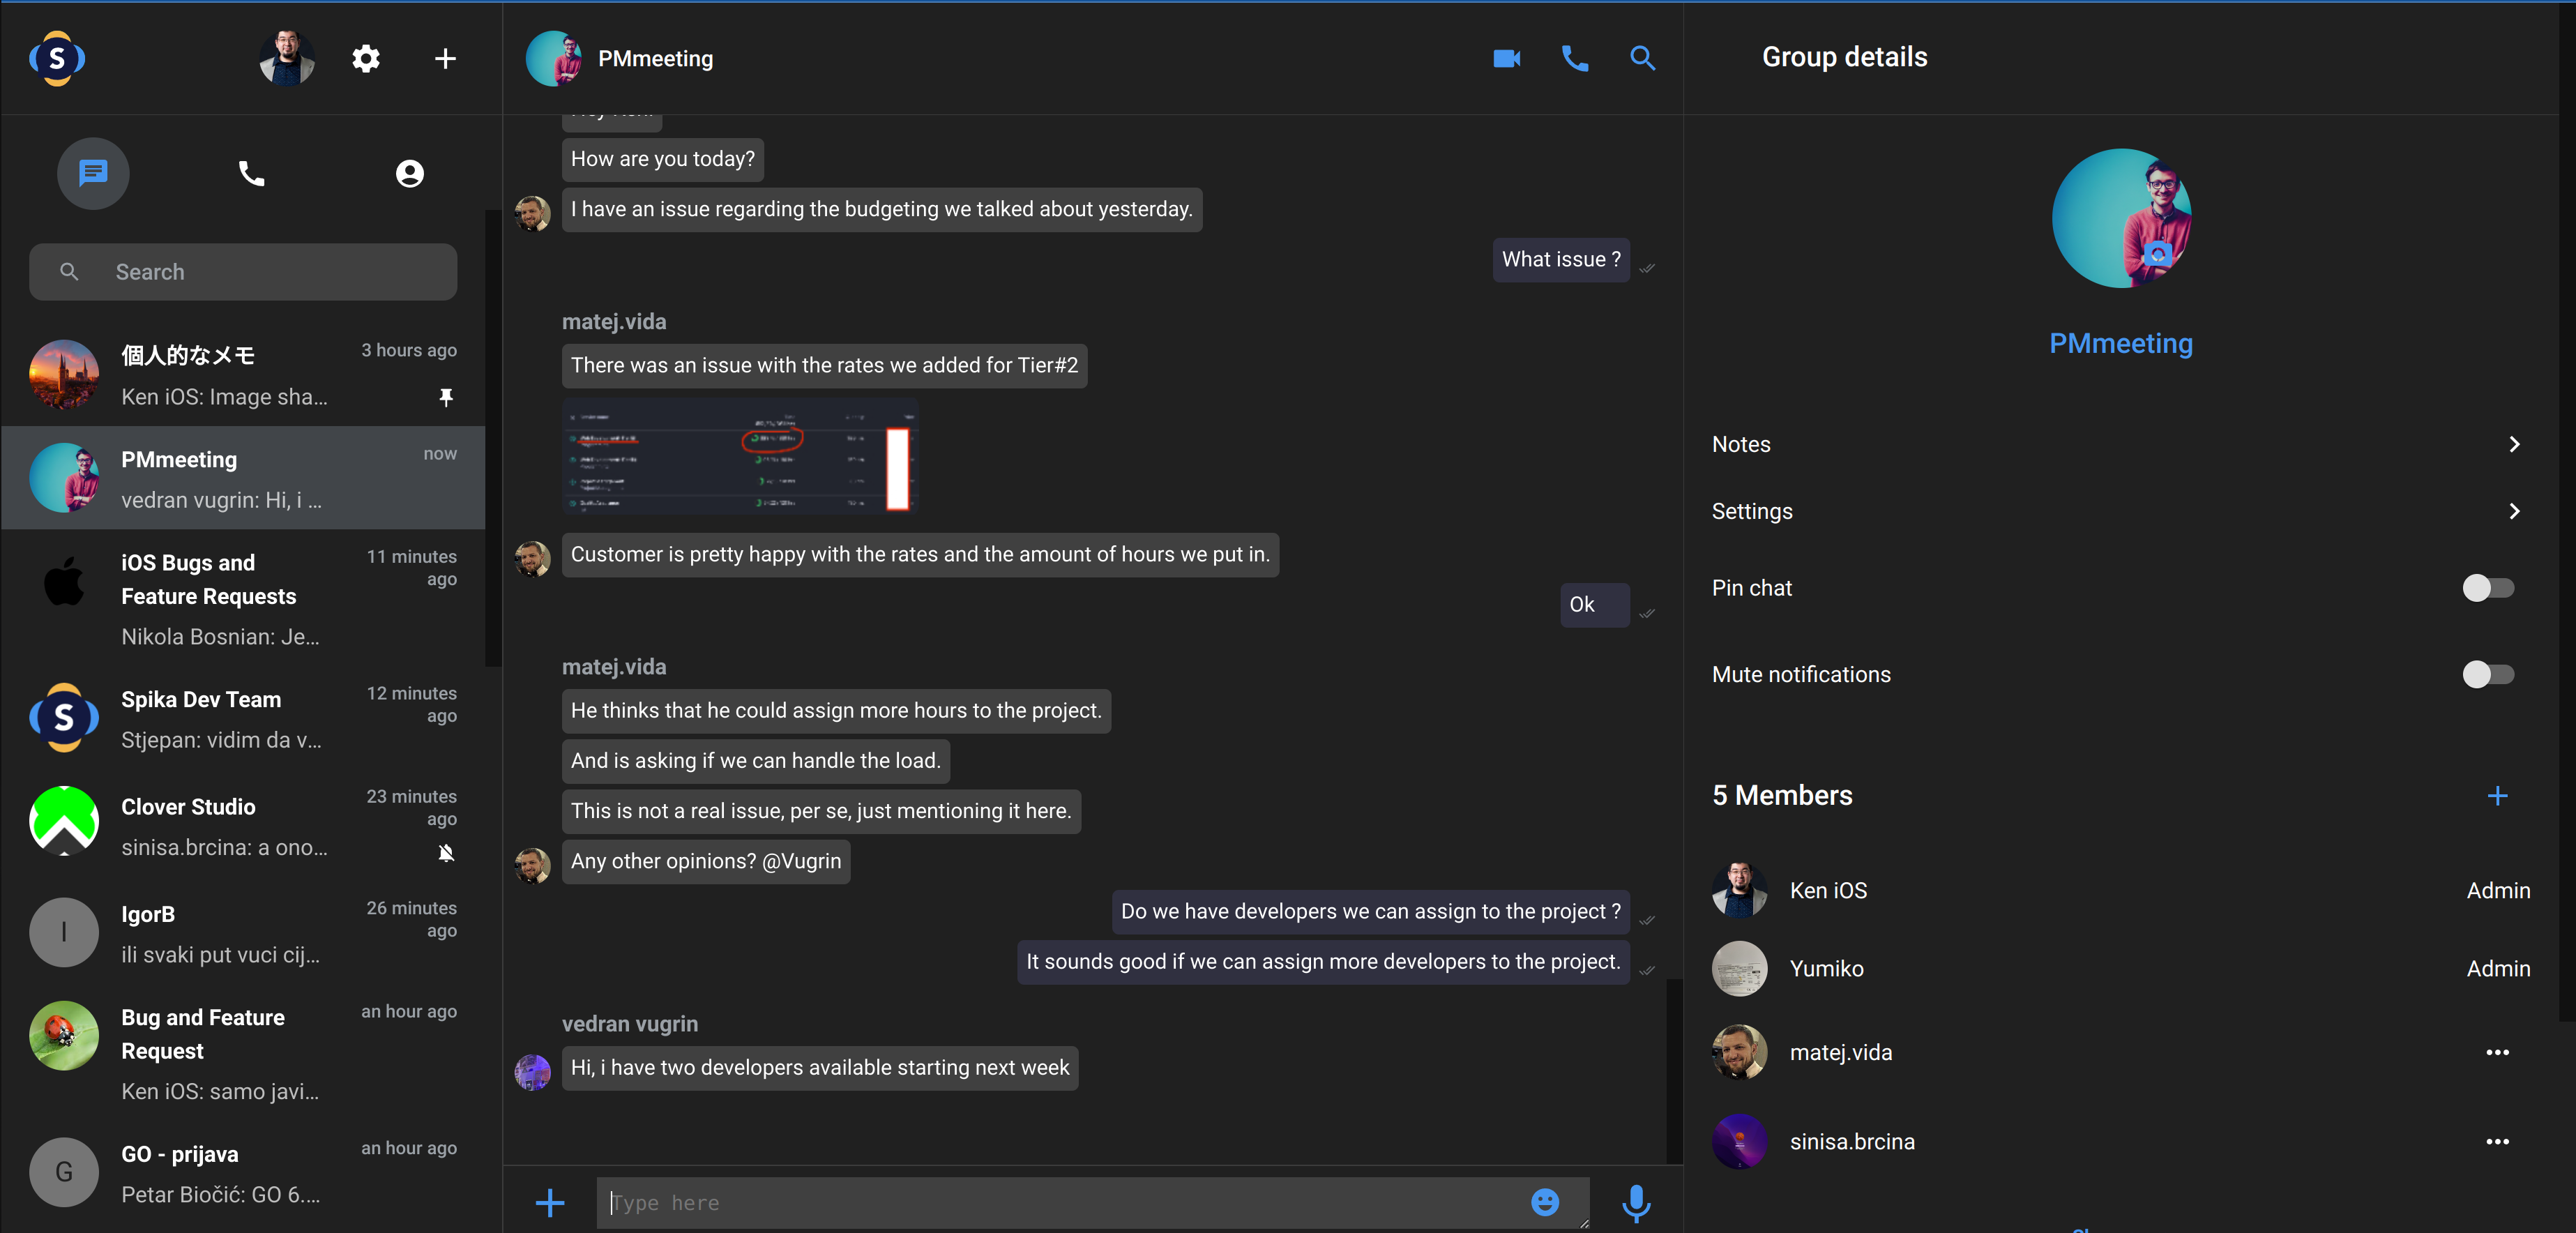 S
PMmeeting
Group details
How are you today?
I have an issue regarding the budgeting we talked about yesterday.
What issue ?
Search
個人的なメモ
3 hours ago
Ken iOS: Image sha...
PMmeeting
now
vedran vugrin: Hi, i ...
iOS Bugs and
Feature Requests
11 minutes
ago
Nikola Bosnian: Je...
S
Spika Dev Team
12 minutes
ago
Stjepan: vidim da v...
Clover Studio
23 minutes
ago
sinisa.brcina: a ono...
I
IgorB
26 minutes
ago
ili svaki put vuci cij...
Bug and Feature
Request
an hour ago
Ken iOS: samo javi...
G
GO - prijava
an hour ago
Petar Biočić: GO 6....
matej.vida
There was an issue with the rates we added for Tier#2
Customer is pretty happy with the rates and the amount of hours we put in.
Ok
matej.vida
He thinks that he could assign more hours to the project.
And is asking if we can handle the load.
This is not a real issue, per se, just mentioning it here.
Any other opinions? @Vugrin
Do we have developers we can assign to the project ?
It sounds good if we can assign more developers to the project.
vedran vugrin
Hi, i have two developers available starting next week
Type here
PMmeeting
Notes
Settings
Pin chat
Mute notifications
5 Members
Ken iOS
Admin
Yumiko
Admin
matej.vida
sinisa.brcina